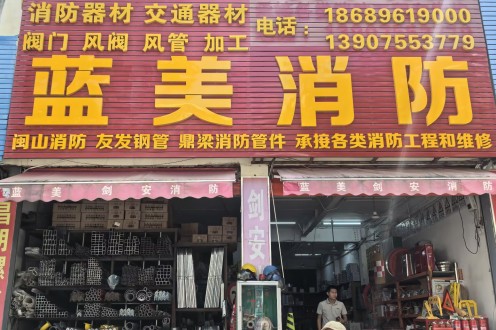 消防器材 交通器材 电话：18689619000
阀门 风阀 风管 加工 13907553779
蓝美消防
闽山消防 友发钢管 鼎梁消防管件 承接各类消防工程和维修
蓝美剑安消防
蓝美剑安消防
剑安